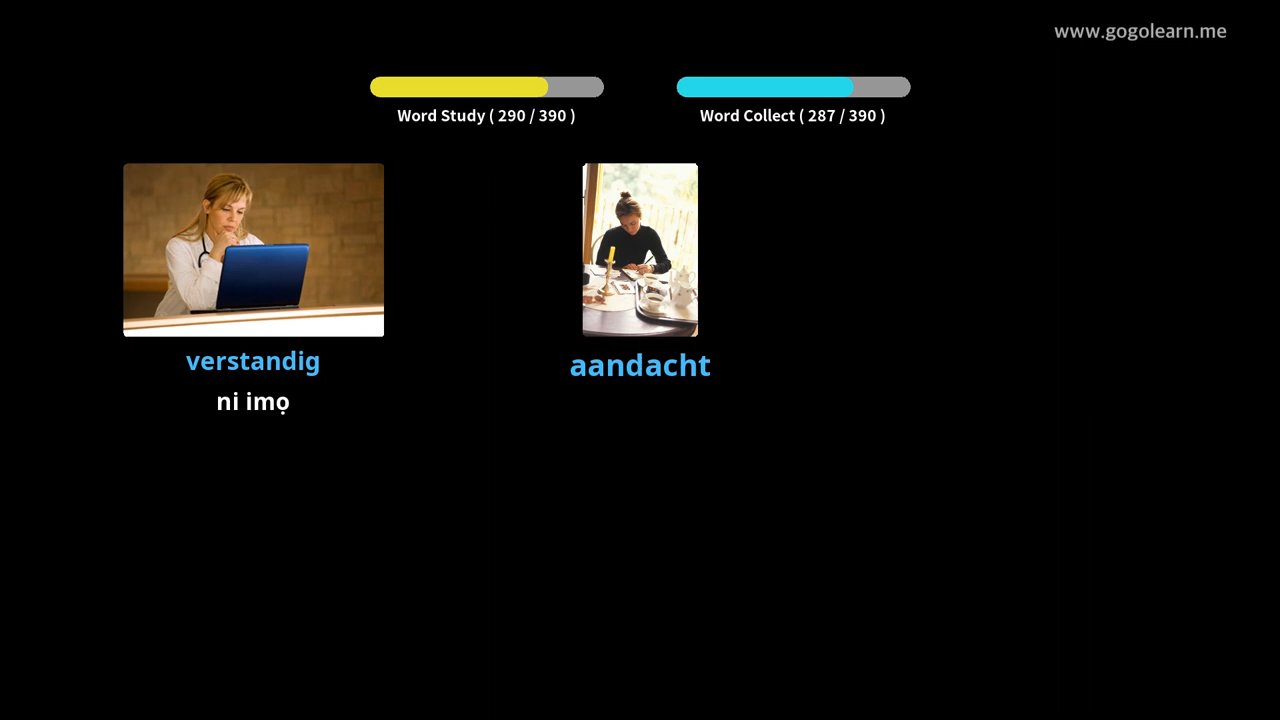 www.gogolearn.me
Word Study ( 290 / 390 )
Word Collect ( 287 / 390 )
verstandig
ni imọ
aandacht